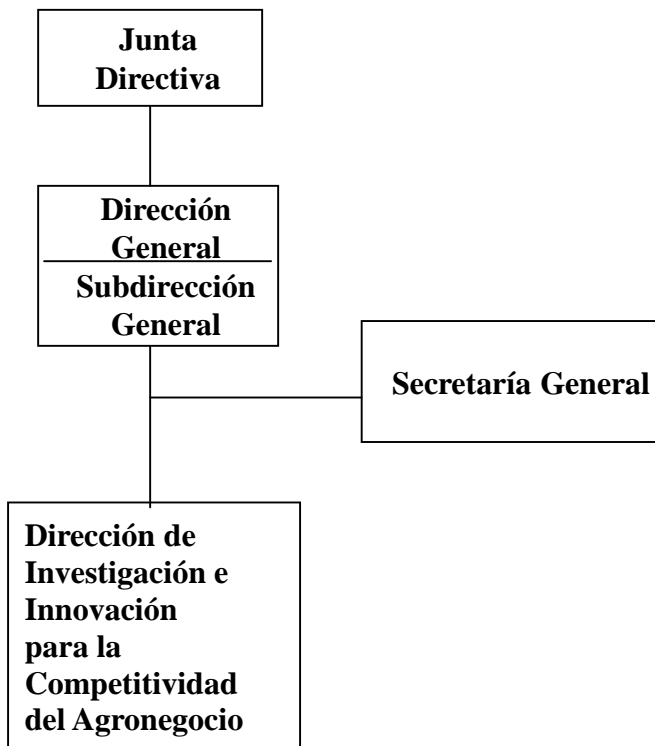 Junta
Directiva
Dirección
General
Subdirección
General
Secretaría General
Dirección de
Investigación e
Innovación
para la
Competitividad
del Agronegocio